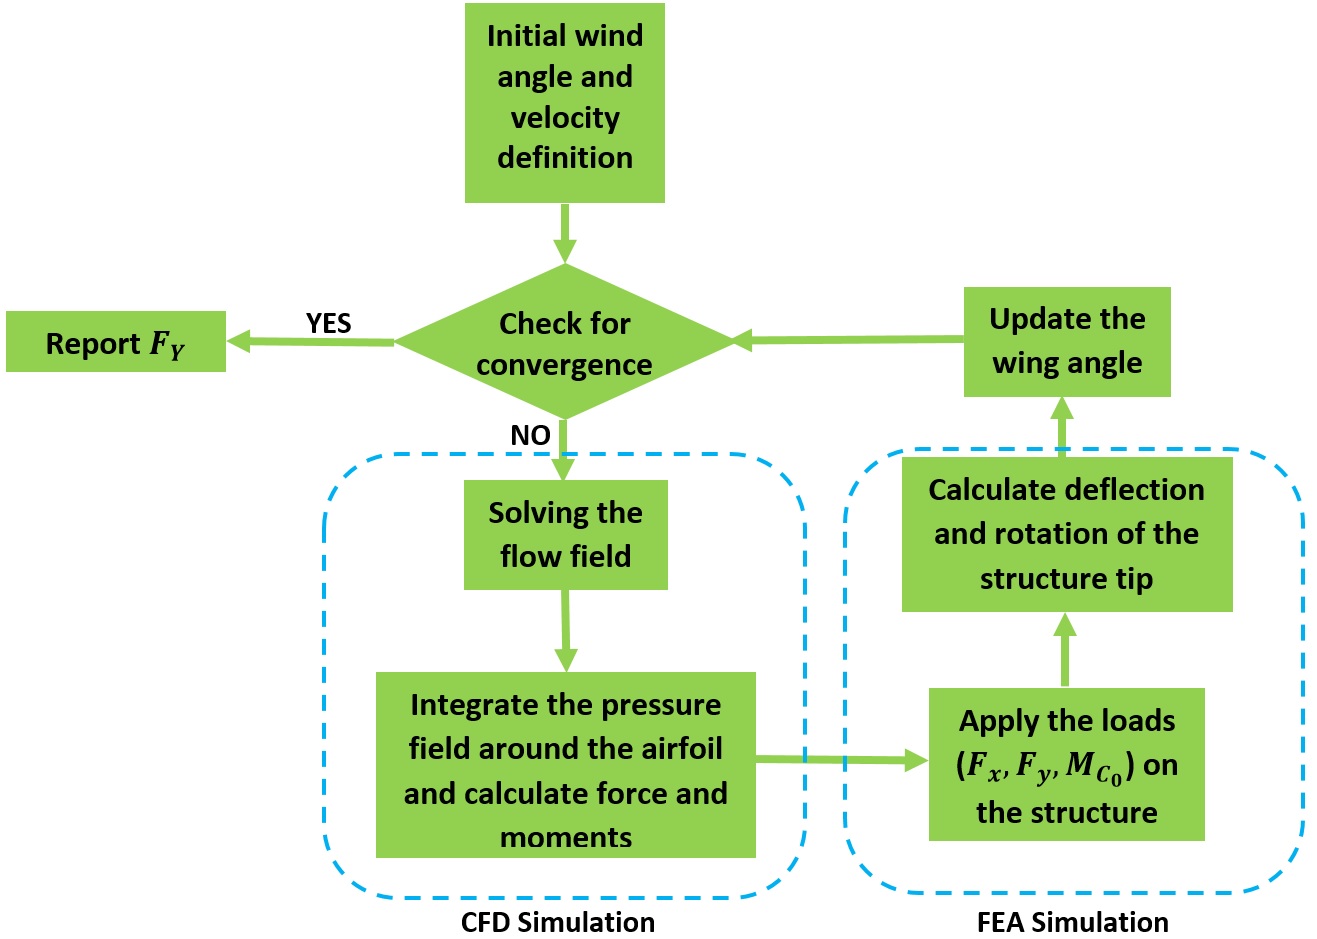 Initial wind
angle and
velocity
definition
Check for
convergence
YES
Report F_Y
NO
Solving the
flow field
Integrate the pressure
field around the airfoil
and calculate force and
moments
CFD Simulation
Update the
wing angle
Calculate deflection
and rotation of the
structure tip
Apply the loads
(F_x, F_y, M_{C_0}) on
the structure
FEA Simulation